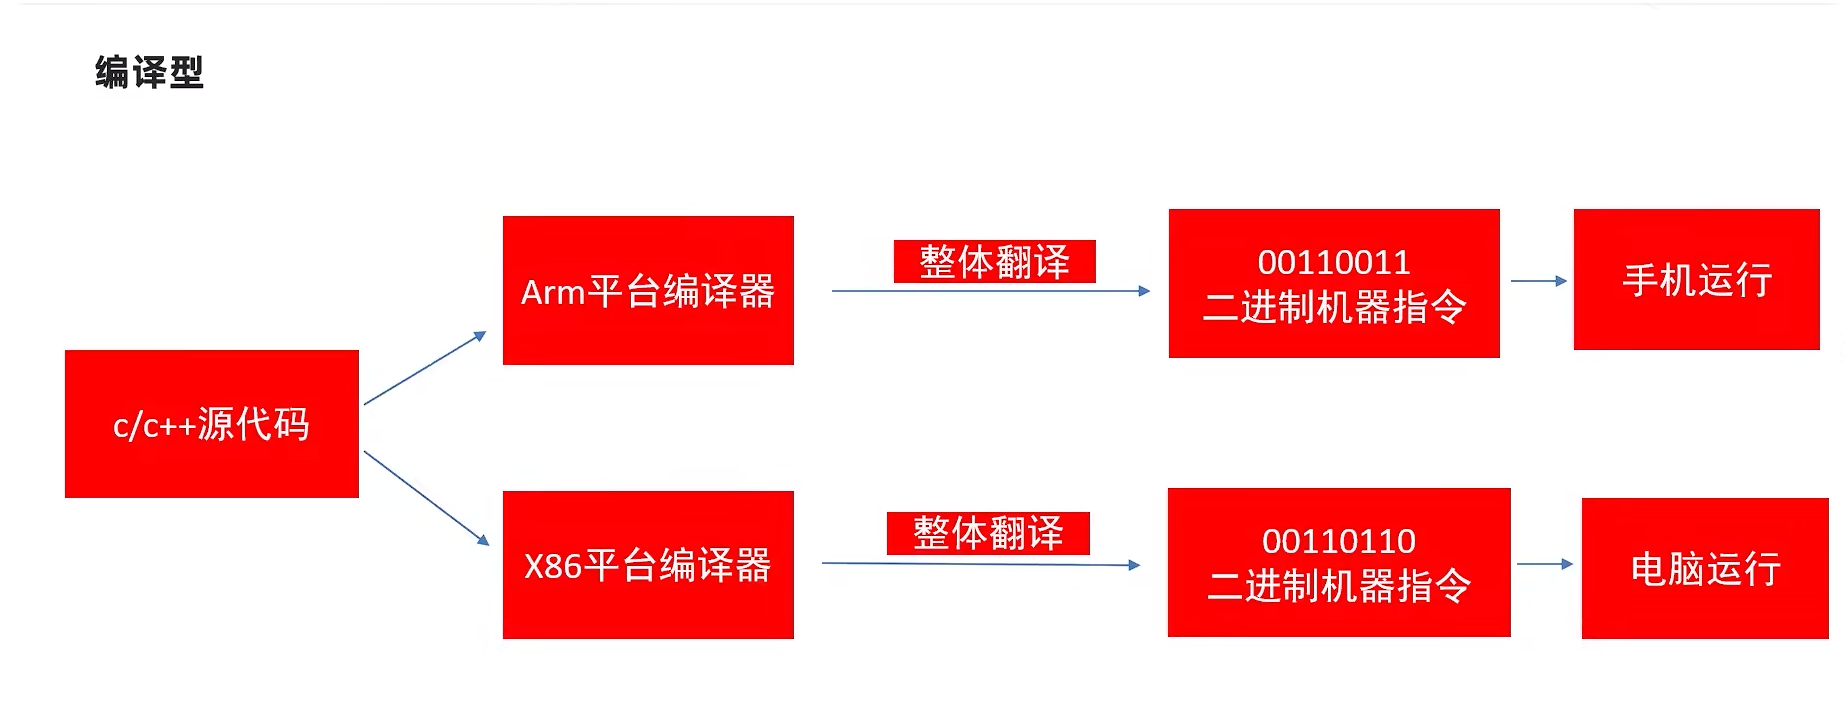 编译型
c/c++源代码
Arm平台编译器
整体翻译
00110011
二进制机器指令
手机运行
X86平台编译器
整体翻译
00110110
二进制机器指令
电脑运行